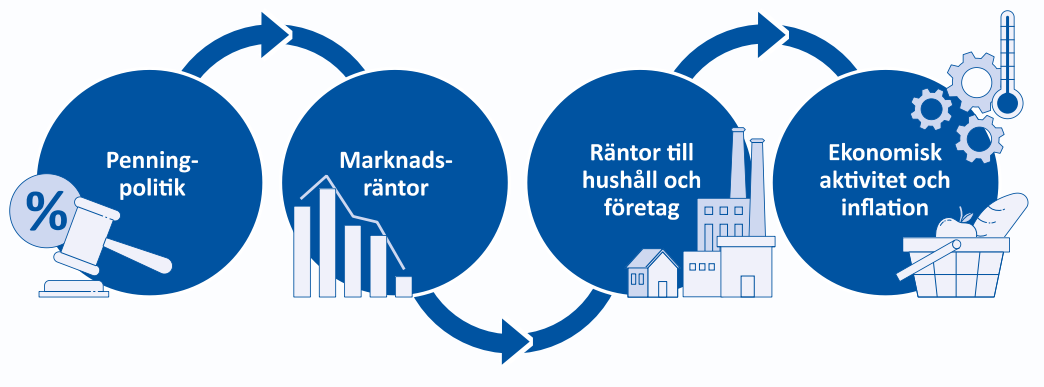 Penning-
politik
%
Marknads-
räntor
Räntor till
hushåll och
företag
Ekonomisk
aktivitet och
inflation